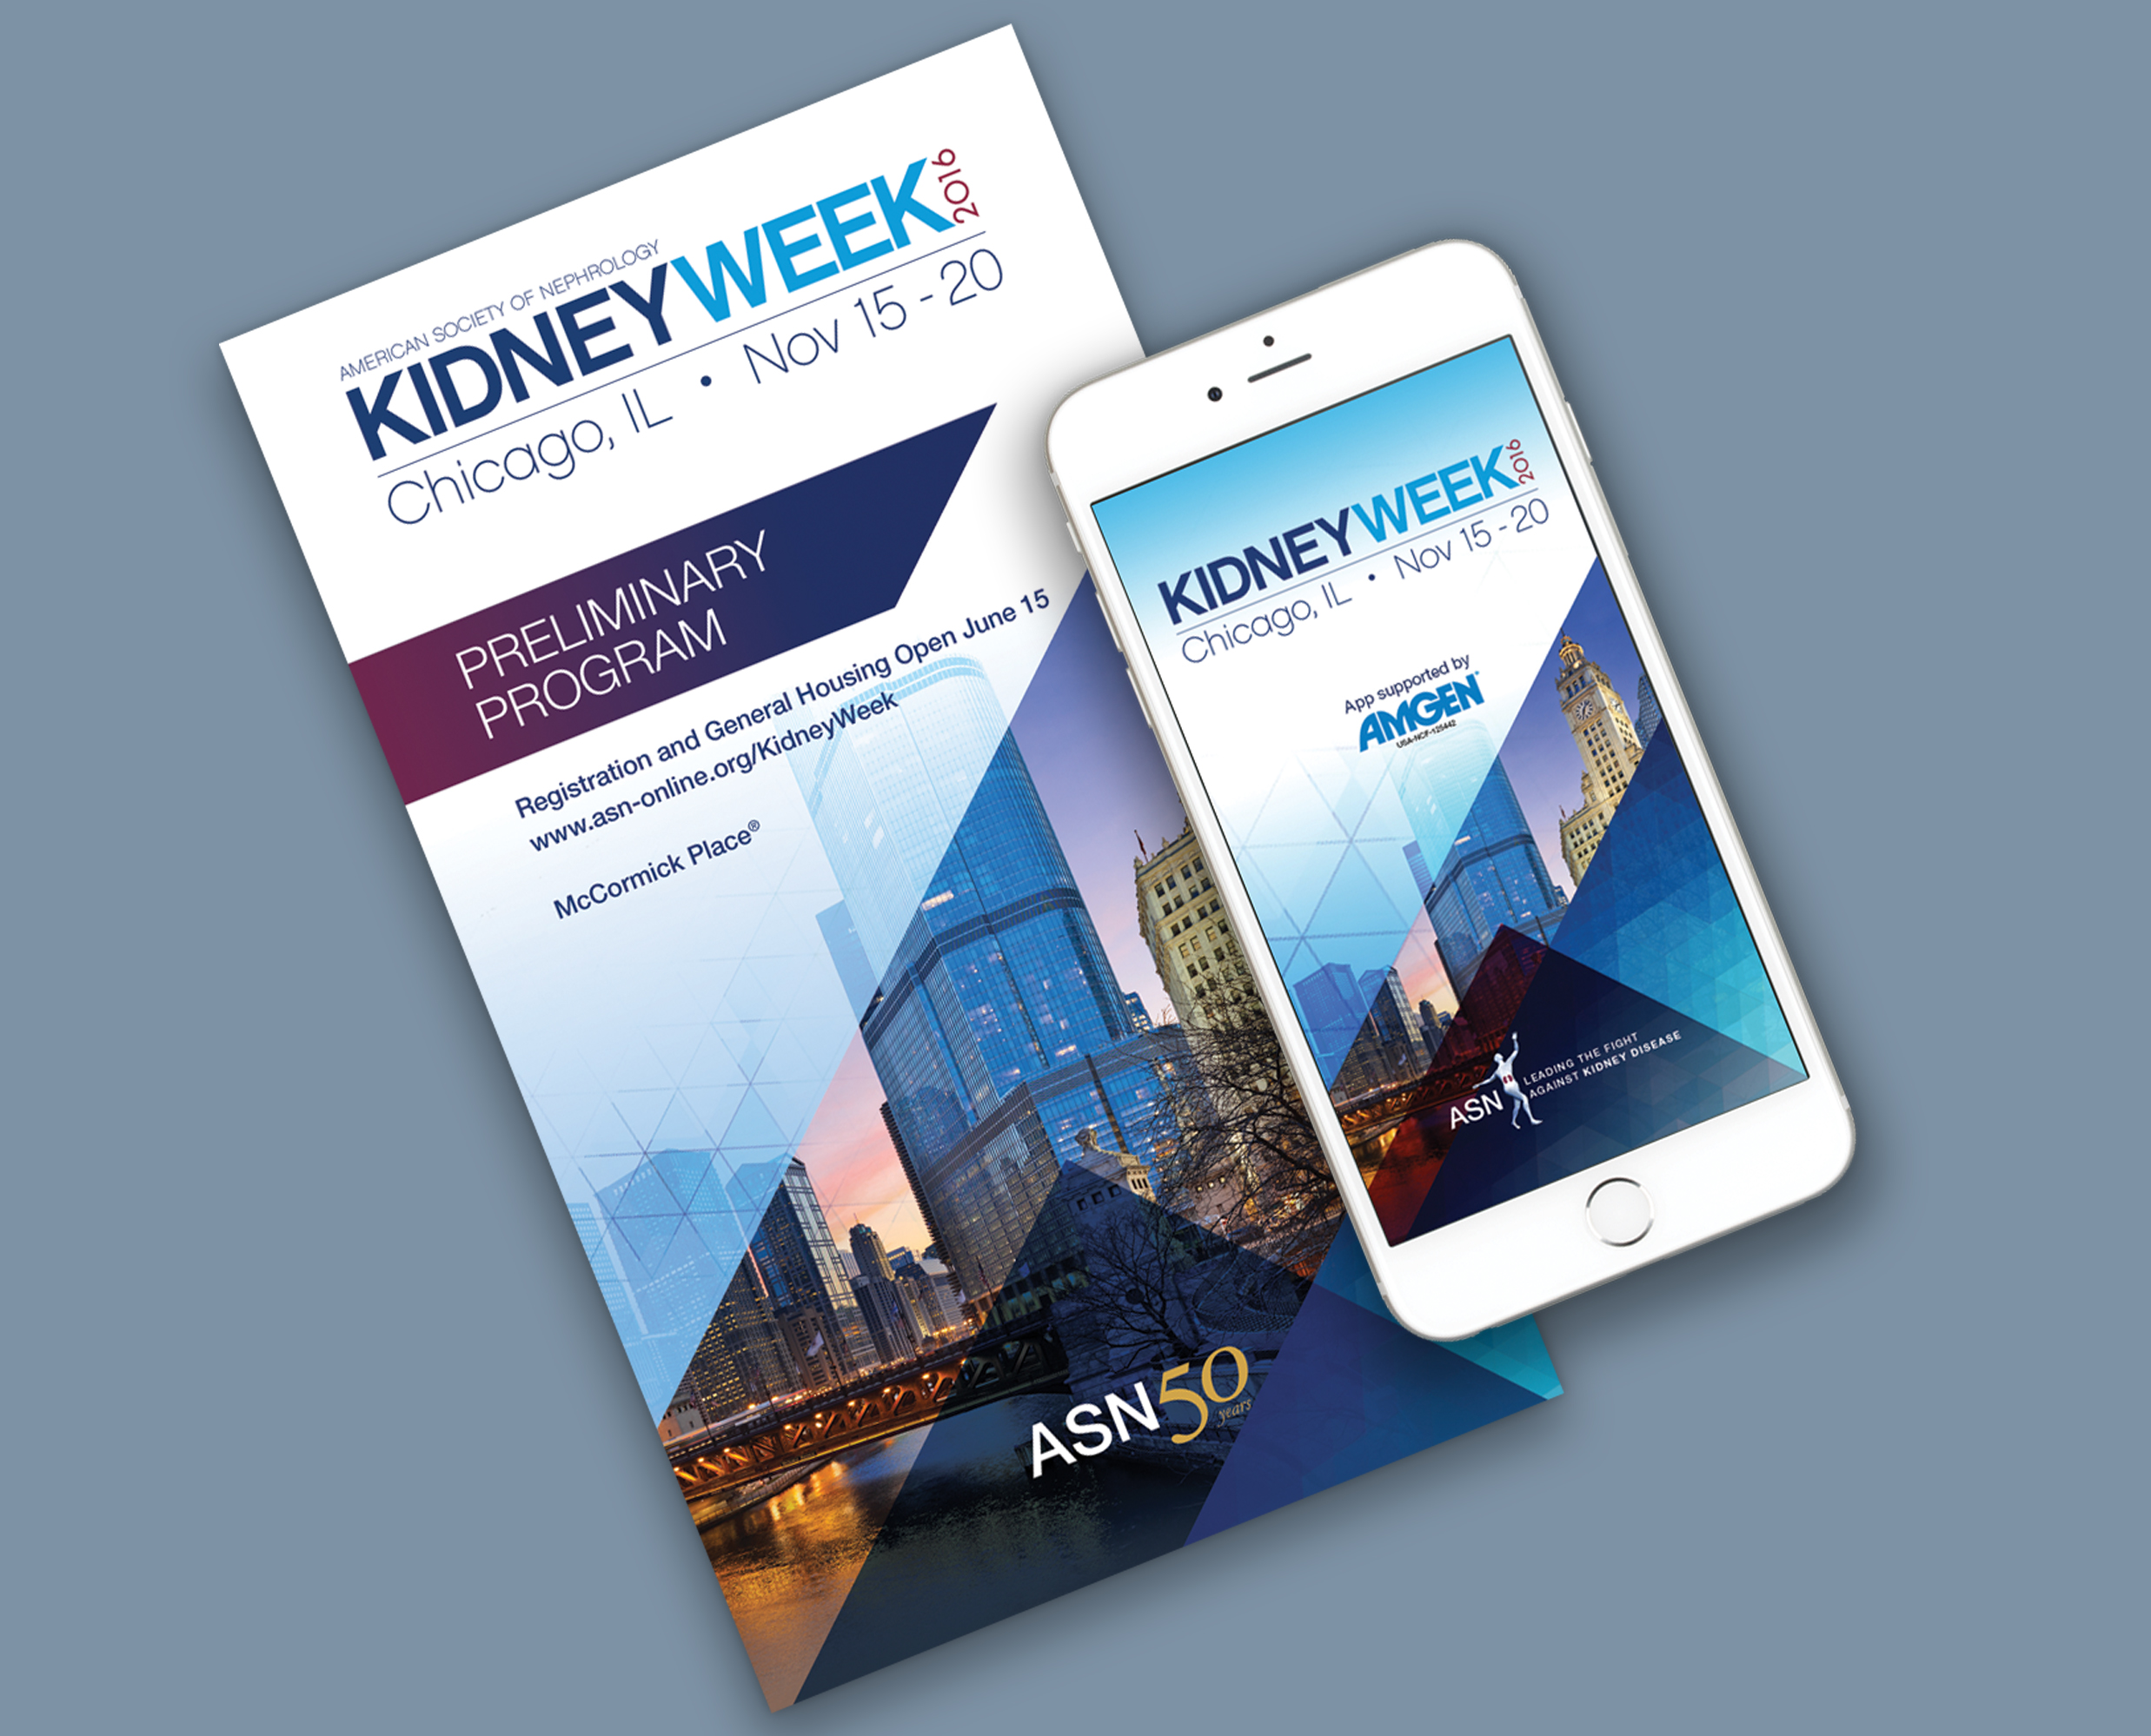 AMERICAN SOCIETY OF NEPHROLOGY
KIDNEYWEEK 2016
Chicago, IL • Nov 15 - 20
PRELIMINARY
PROGRAM
Registration and General Housing Open June 15
www.asn-online.org/KidneyWeek
McCormick Place®
ASN50
years
KIDNEYWEEK 2016
Chicago, IL • Nov 15 - 20
App supported by
AMGEN®
USA-NCF-125442
ASN
LEADING THE FIGHT
AGAINST KIDNEY DISEASE